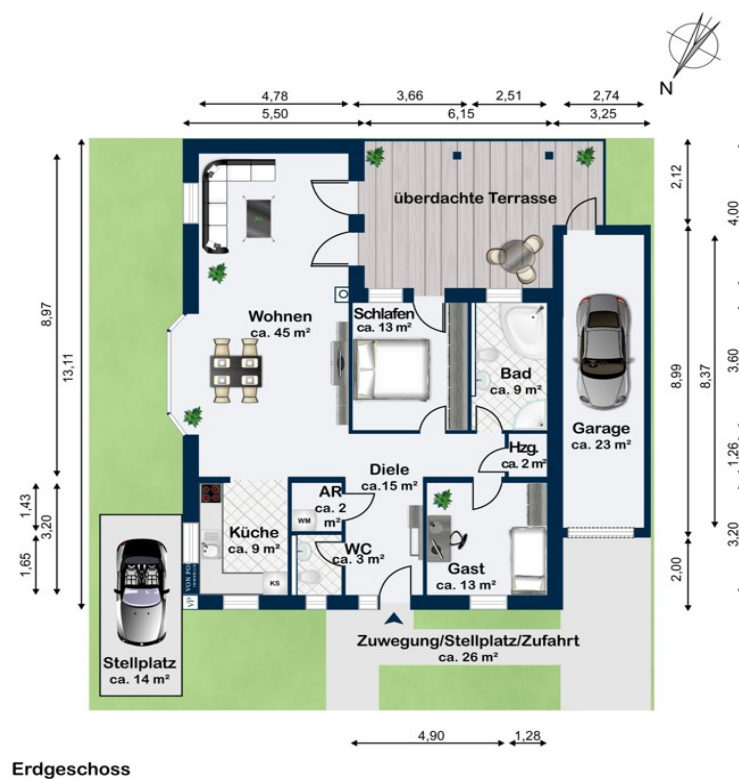 N
4,78
3,66
2,51
2,74
5,50
6,15
3,25
überdachte Terrasse
2,12
4,00
Wohnen
ca. 45 m²
Schlafen
ca. 13 m²
Bad
ca. 9 m²
8,97
13,11
8,99
8,37
3,60
Garage
ca. 23 m²
Hzg.
ca. 2 m²
1,26
Diele
ca.15 m²
AR
ca. 2
m²
WM
1,43
3,20
1,65
Küche
ca. 9 m²
KS
WC
ca. 3 m²
Gast
ca. 13 m²
3,20
2,00
VP
VON PO
Stellplatz
ca. 14 m²
Zuwegung/Stellplatz/Zufahrt
ca. 26 m²
4,90
1,28
Erdgeschoss